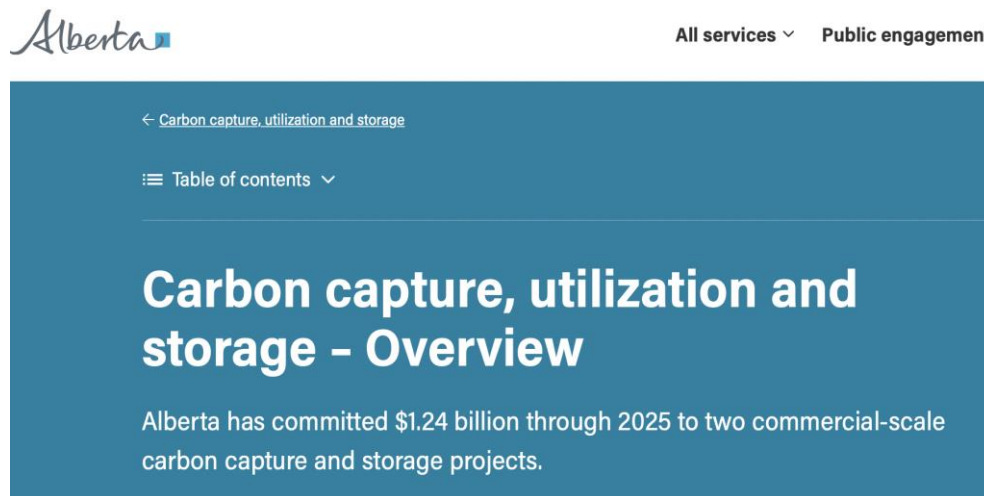 Alberta
All services Public engagemen
Carbon capture, utilization and storage
Table of contents
Carbon capture, utilization and
storage – Overview
Alberta has committed $1.24 billion through 2025 to two commercial-scale
carbon capture and storage projects.